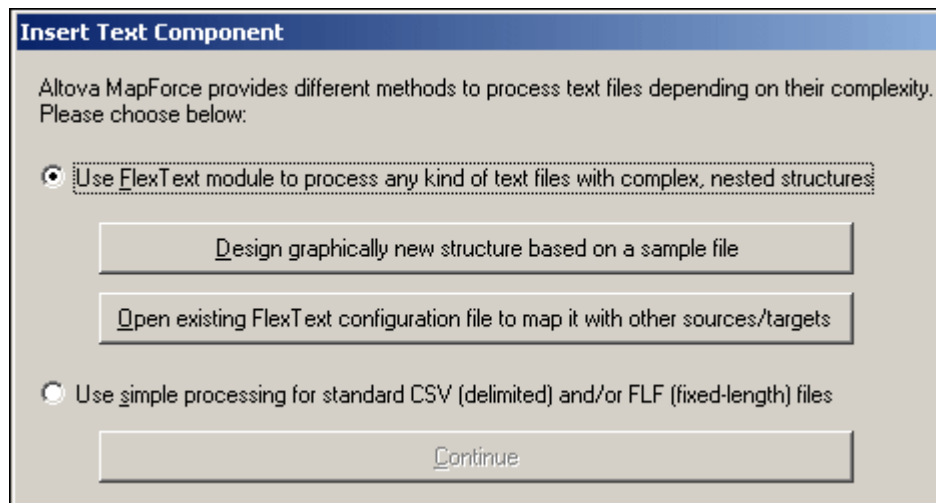 Insert Text Component
Altova MapForce provides different methods to process text files depending on their complexity.
Please choose below:
Use FlexText module to process any kind of text files with complex, nested structures
Design graphically new structure based on a sample file
Open existing FlexText configuration file to map it with other sources/targets
Use simple processing for standard CSV (delimited) and/or FLF (fixed-length) files
Continue